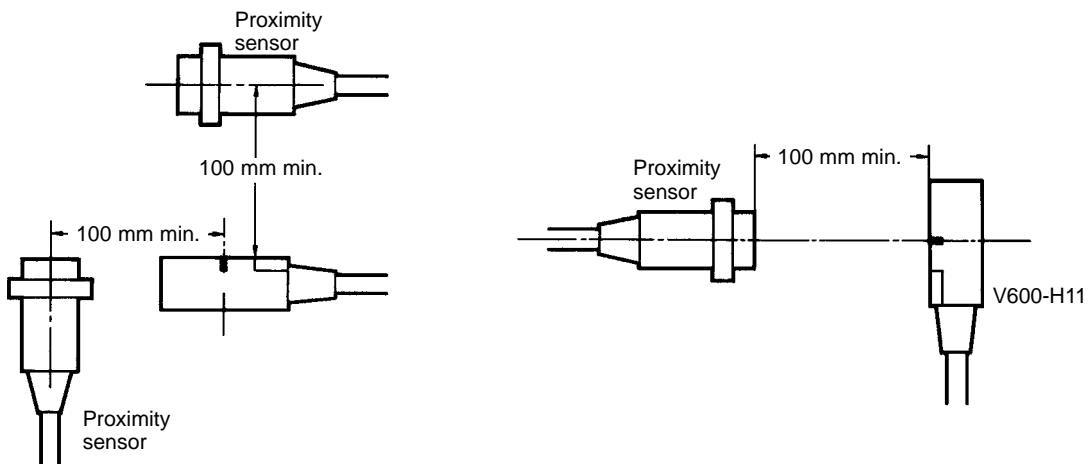 Proximity
sensor
100 mm min.
100 mm min.
Proximity
sensor
Proximity
sensor
100 mm min.
V600-H11